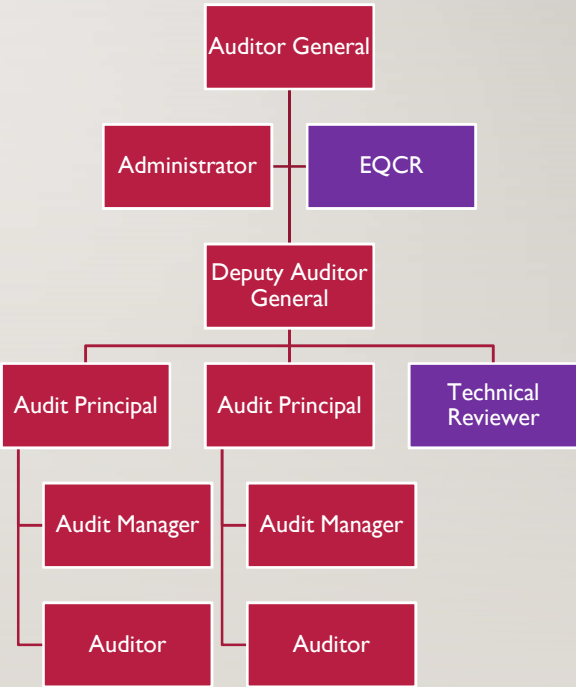 Auditor General
Administrator
EQCR
Deputy Auditor
General
Audit Principal
Audit Principal
Technical
Reviewer
Audit Manager
Audit Manager
Auditor
Auditor